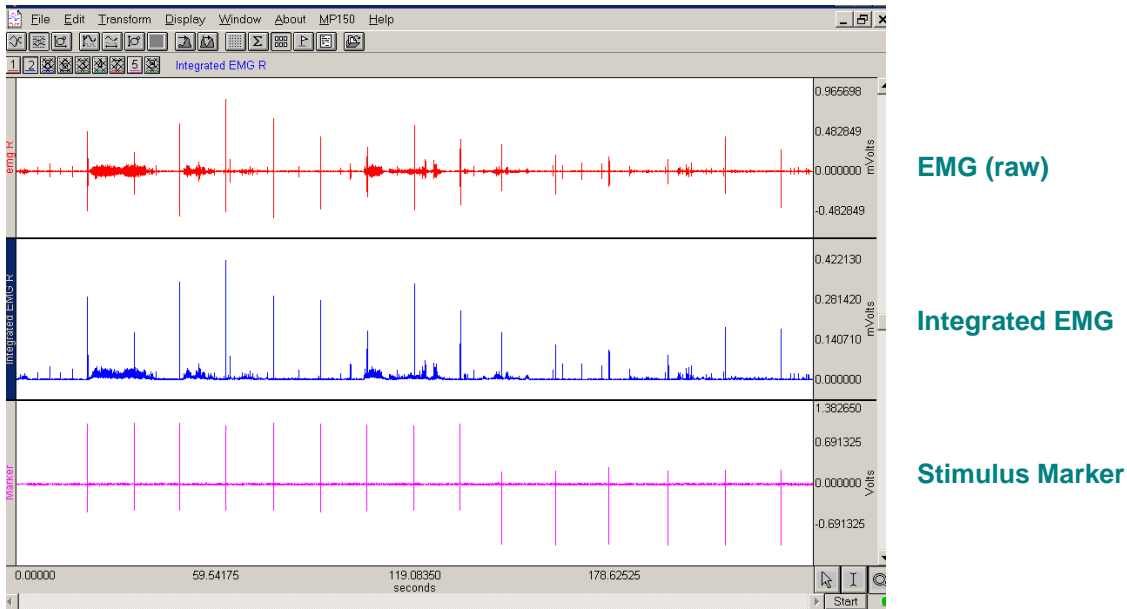 File Edit Transform Display Window About MP150 Help
1 2 5 Integrated EMG R
emg R
0.965698
0.482849
0.000000
-0.482849
mVolts
EMG (raw)
Integrated EMG R
0.422130
0.281420
0.140710
0.000000
mVolts
Integrated EMG
Marker
1.382650
0.691325
0.000000
-0.691325
Volts
Stimulus Marker
0.00000 59.54175 119.08350 178.62525
seconds
Start